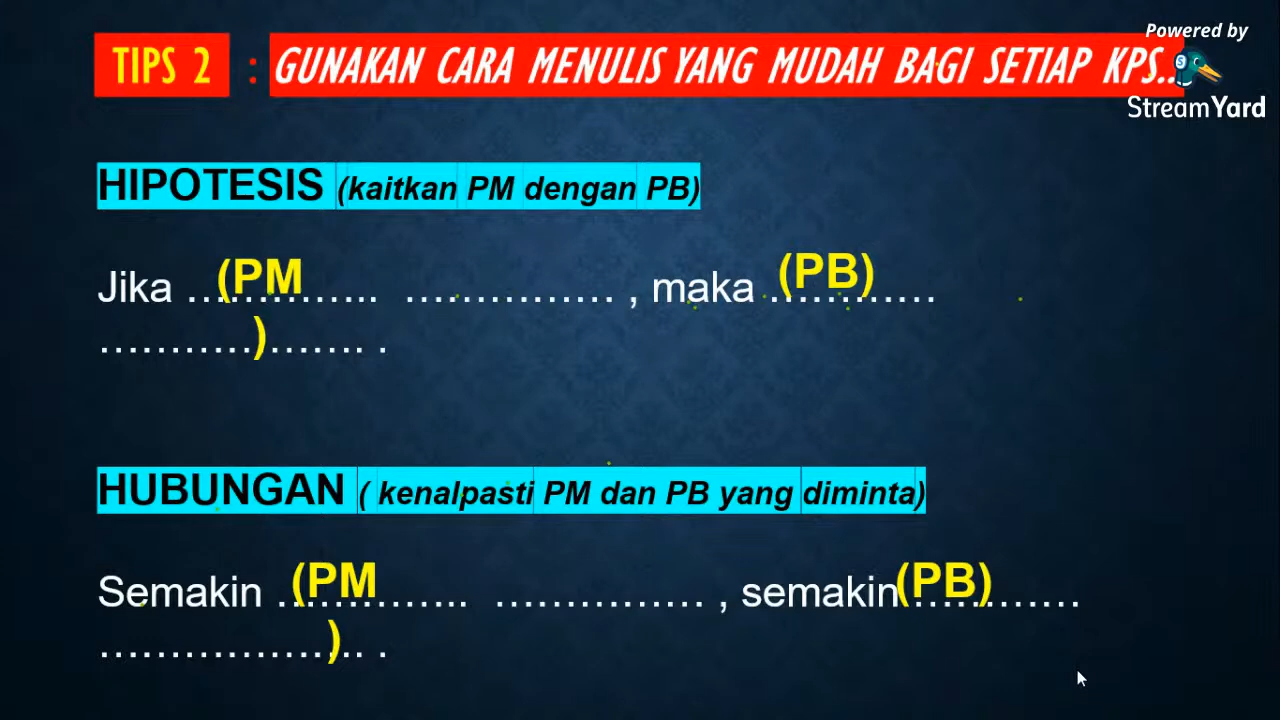 Powered by
StreamYard
TIPS 2 : GUNAKAN CARA MENULIS YANG MUDAH BAGI SETIAP KPS..
HIPOTESIS (kaitkan PM dengan PB)
Jika ................. ............... , maka ............
(PM (PB)
.................. .
)
HUBUNGAN ( kenalpasti PM dan PB yang diminta)
Semakin ................. ............... , semakin ............
(PM (PB)
.................... .
)